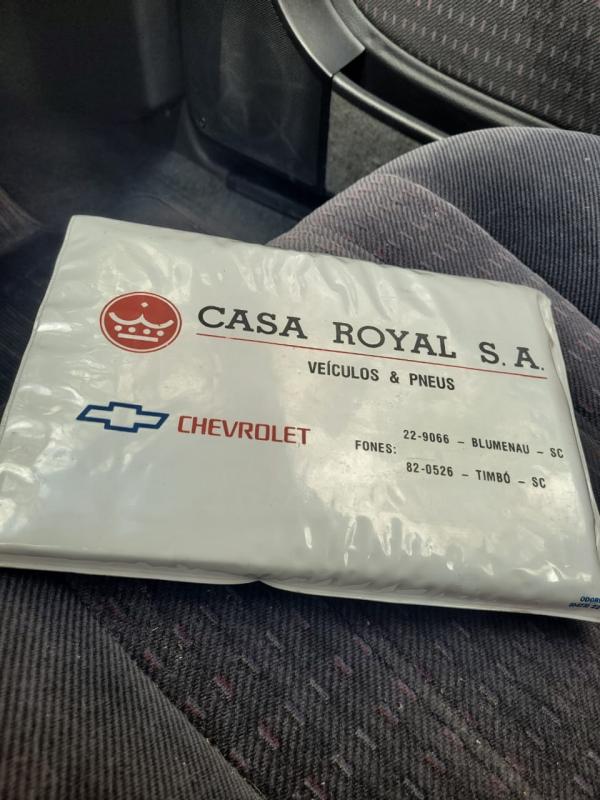 CASA ROYAL S.A.
VEÍCULOS & PNEUS
CHEVROLET
FONES:
22-9066 - BLUMENAU - SC
82-0526 - TIMBÓ - SC